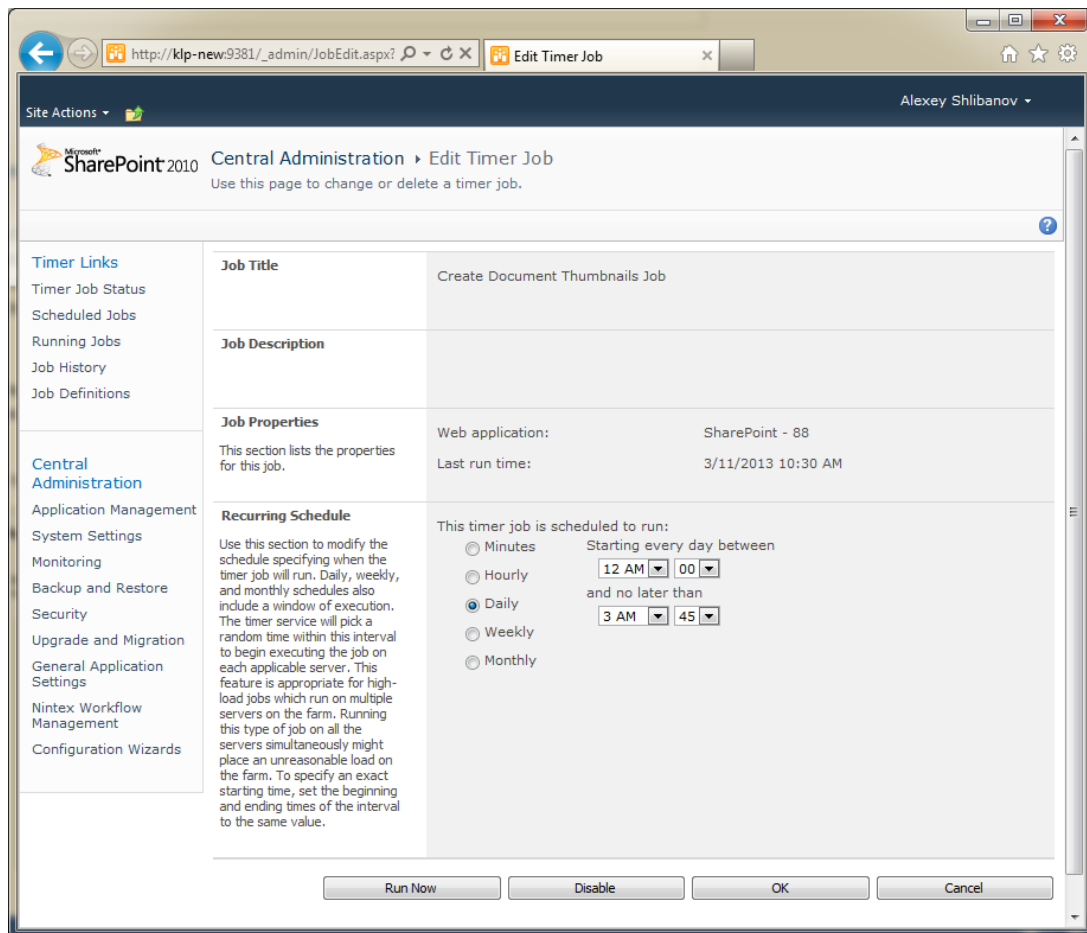 http://klp-new:9381/_admin/JobEdit.aspx?
Edit Timer Job
Site Actions
Alexey Shlibanov
Microsoft
SharePoint 2010
Central Administration Edit Timer Job
Use this page to change or delete a timer job.
Timer Links
Timer Job Status
Scheduled Jobs
Running Jobs
Job History
Job Definitions
Central
Administration
Application Management
System Settings
Monitoring
Backup and Restore
Security
Upgrade and Migration
General Application
Settings
Nintex Workflow
Management
Configuration Wizards
Job Title
Create Document Thumbnails Job
Job Description
Job Properties
This section lists the properties
for this job.
Web application: SharePoint - 88
Last run time: 3/11/2013 10:30 AM
Recurring Schedule
Use this section to modify the
schedule specifying when the
timer job will run. Daily, weekly,
and monthly schedules also
include a window of execution.
The timer service will pick a
random time within this interval
to begin executing the job on
each applicable server. This
feature is appropriate for high-
load jobs which run on multiple
servers on the farm. Running
this type of job on all the
servers simultaneously might
place an unreasonable load on
the farm. To specify an exact
starting time, set the beginning
and ending times of the interval
to the same value.
This timer job is scheduled to run:
Minutes
Hourly
Daily
Weekly
Monthly
Starting every day between
12 AM 00
and no later than
3 AM 45
Run Now
Disable
OK
Cancel